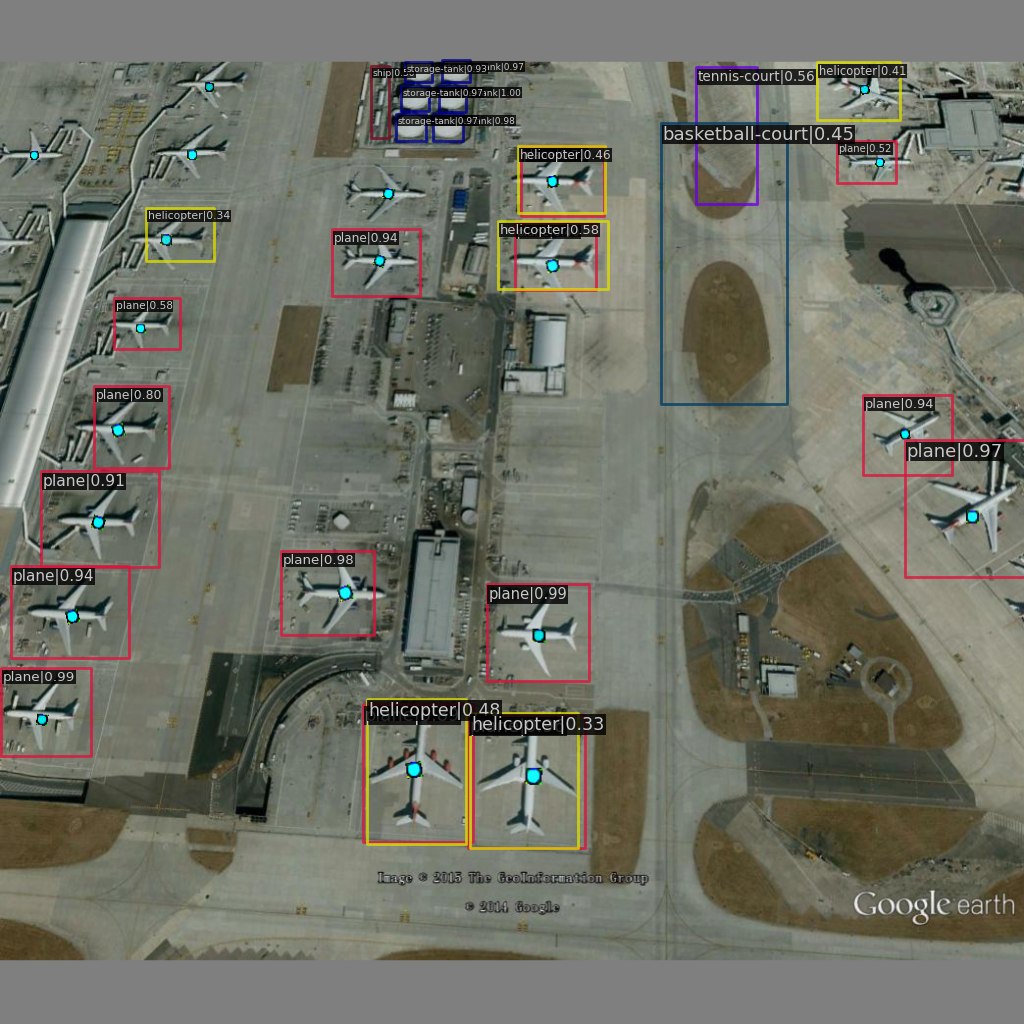 ship|0.
storage-tank|0.93
nk|0.97
storage-tank|0.97
nk|1.00
storage-tank|0.97
nk|0.98
tennis-court|0.56
helicopter|0.41
basketball-court|0.45
plane|0.52
helicopter|0.46
helicopter|0.34
helicopter|0.58
plane|0.94
plane|0.58
plane|0.80
plane|0.94
plane|0.97
plane|0.91
plane|0.98
plane|0.94
plane|0.99
plane|0.99
helicopter|0.48
helicopter|0.33
Image © 2015 The GeoInformation Group
© 2014 Google
Google earth